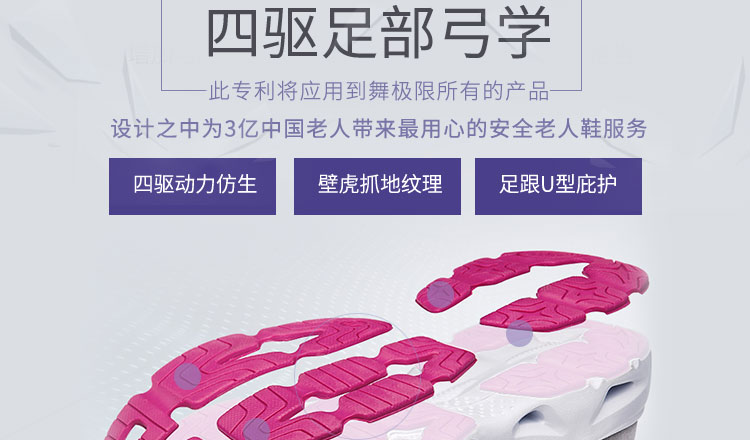 四驱足部弓学
此专利将应用到舞极限所有的产品
设计之中为3亿中国老人带来最用心的安全老人鞋服务
四驱动力仿生
壁虎抓地纹理
足跟U型庇护